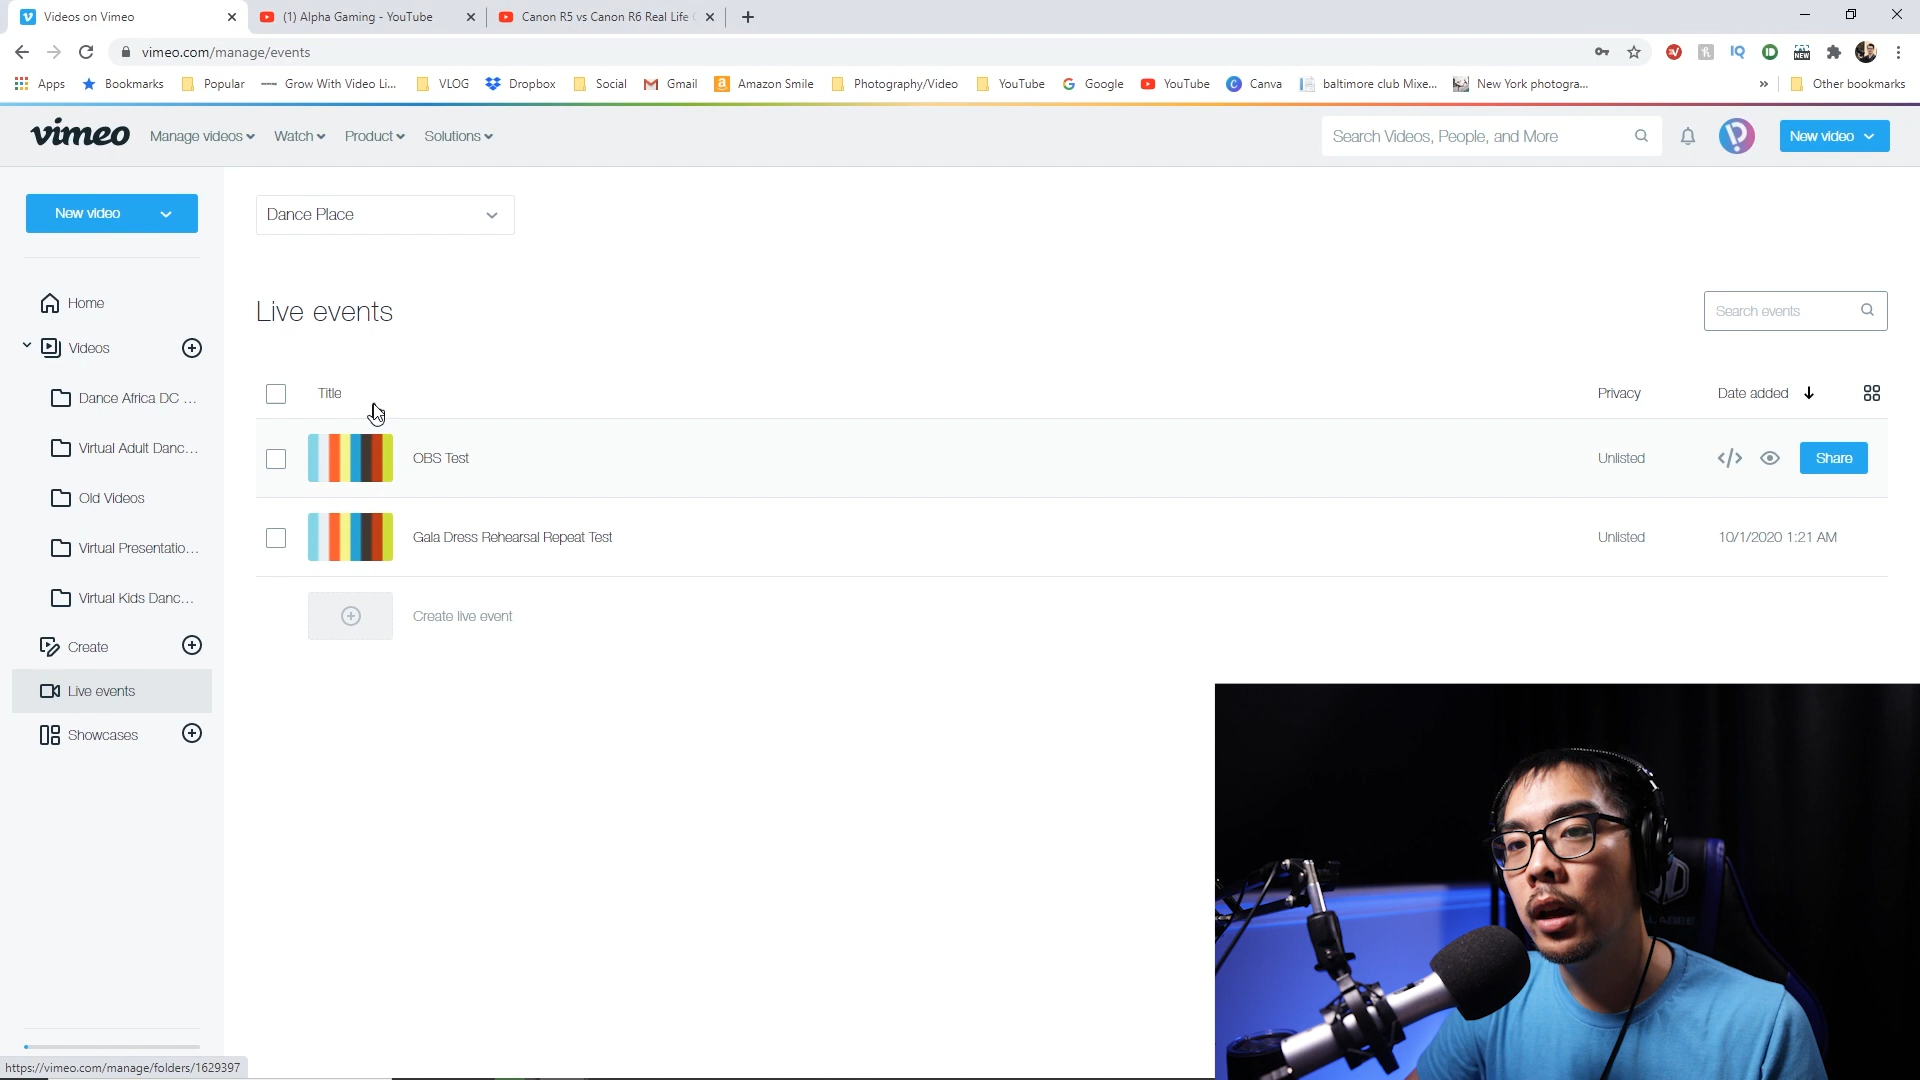 Videos on Vimeo
(1) Alpha Gaming - YouTube
Canon R5 vs Canon R6 Real Life
vimeo.com/manage/events
Apps
Bookmarks
Popular
Grow With Video Li...
VLOG
Dropbox
Social
Gmail
Amazon Smile
Photography/Video
YouTube
Google
YouTube
Canva
baltimore club Mixe...
New York photogra...
»
Other bookmarks
vimeo
Manage videos
Watch
Product
Solutions
Search Videos, People, and More
New video
New video
Dance Place
Home
Live events
Search events
Videos
Title
Privacy
Date added
Dance Africa DC ...
Virtual Adult Danc...
OBS Test
Unlisted
Share
Old Videos
Virtual Presentatio...
Gala Dress Rehearsal Repeat Test
Unlisted
10/1/2020 1:21 AM
Virtual Kids Danc...
Create live event
Create
Live events
Showcases
https://vimeo.com/manage/folders/1629397